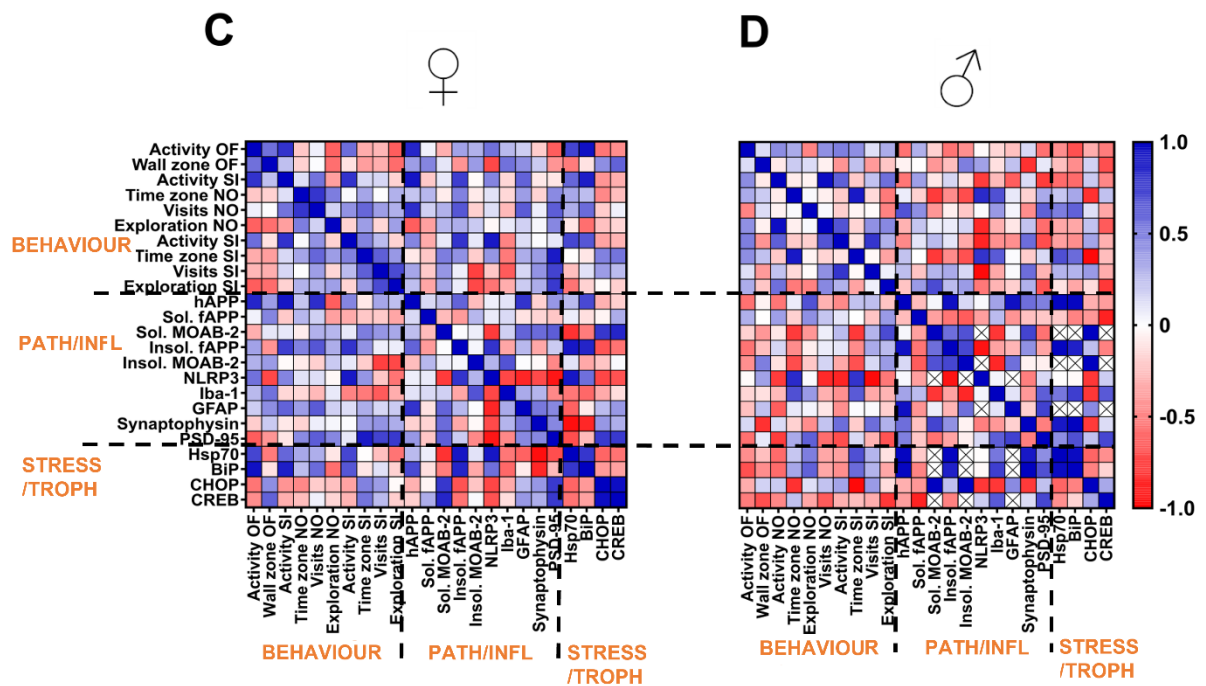 C
D
♀
♂
Activity OF
Wall zone OF
Activity SI
Time zone NO
Visits NO
Exploration NO
Activity SI
Time zone SI
Visits SI
Exploration SI
hAPP
Sol. fAPP
Sol. MOAB-2
Insol. fAPP
Insol. MOAB-2
NLRP3
Iba-1
GFAP
Synaptophysin
PSD-95
Hsp70
BiP
CHOP
CREB
BEHAVIOUR
PATH/INFL
STRESS
/TROPH
1.0
0.5
0
-0.5
-1.0
Activity OF
Wall zone OF
Activity SI
Time zone NO
Visits NO
Exploration NO
Activity SI
Time zone SI
Visits SI
Exploration SI
hAPP
Sol. fAPP
Sol. MOAB-2
Insol. fAPP
Insol. MOAB-2
NLRP3
Iba-1
GFAP
Synaptophysin
PSD-95
Hsp70
BiP
CHOP
CREB
BEHAVIOUR
PATH/INFL
STRESS
/TROPH
Activity OF
Wall zone OF
Activity NO
Time zone NO
Exploration NO
Visits NO
Activity SI
Time zone SI
Visits SI
Exploration SI
hAPP
Sol. fAPP
Sol. MOAB-2
Insol. fAPP
Insol. MOAB-2
NLRP3
Iba-1
GFAP
Synaptophysin
PSD-95
Hsp70
BiP
CHOP
CREB
BEHAVIOUR
PATH/INFL
STRESS
/TROPH